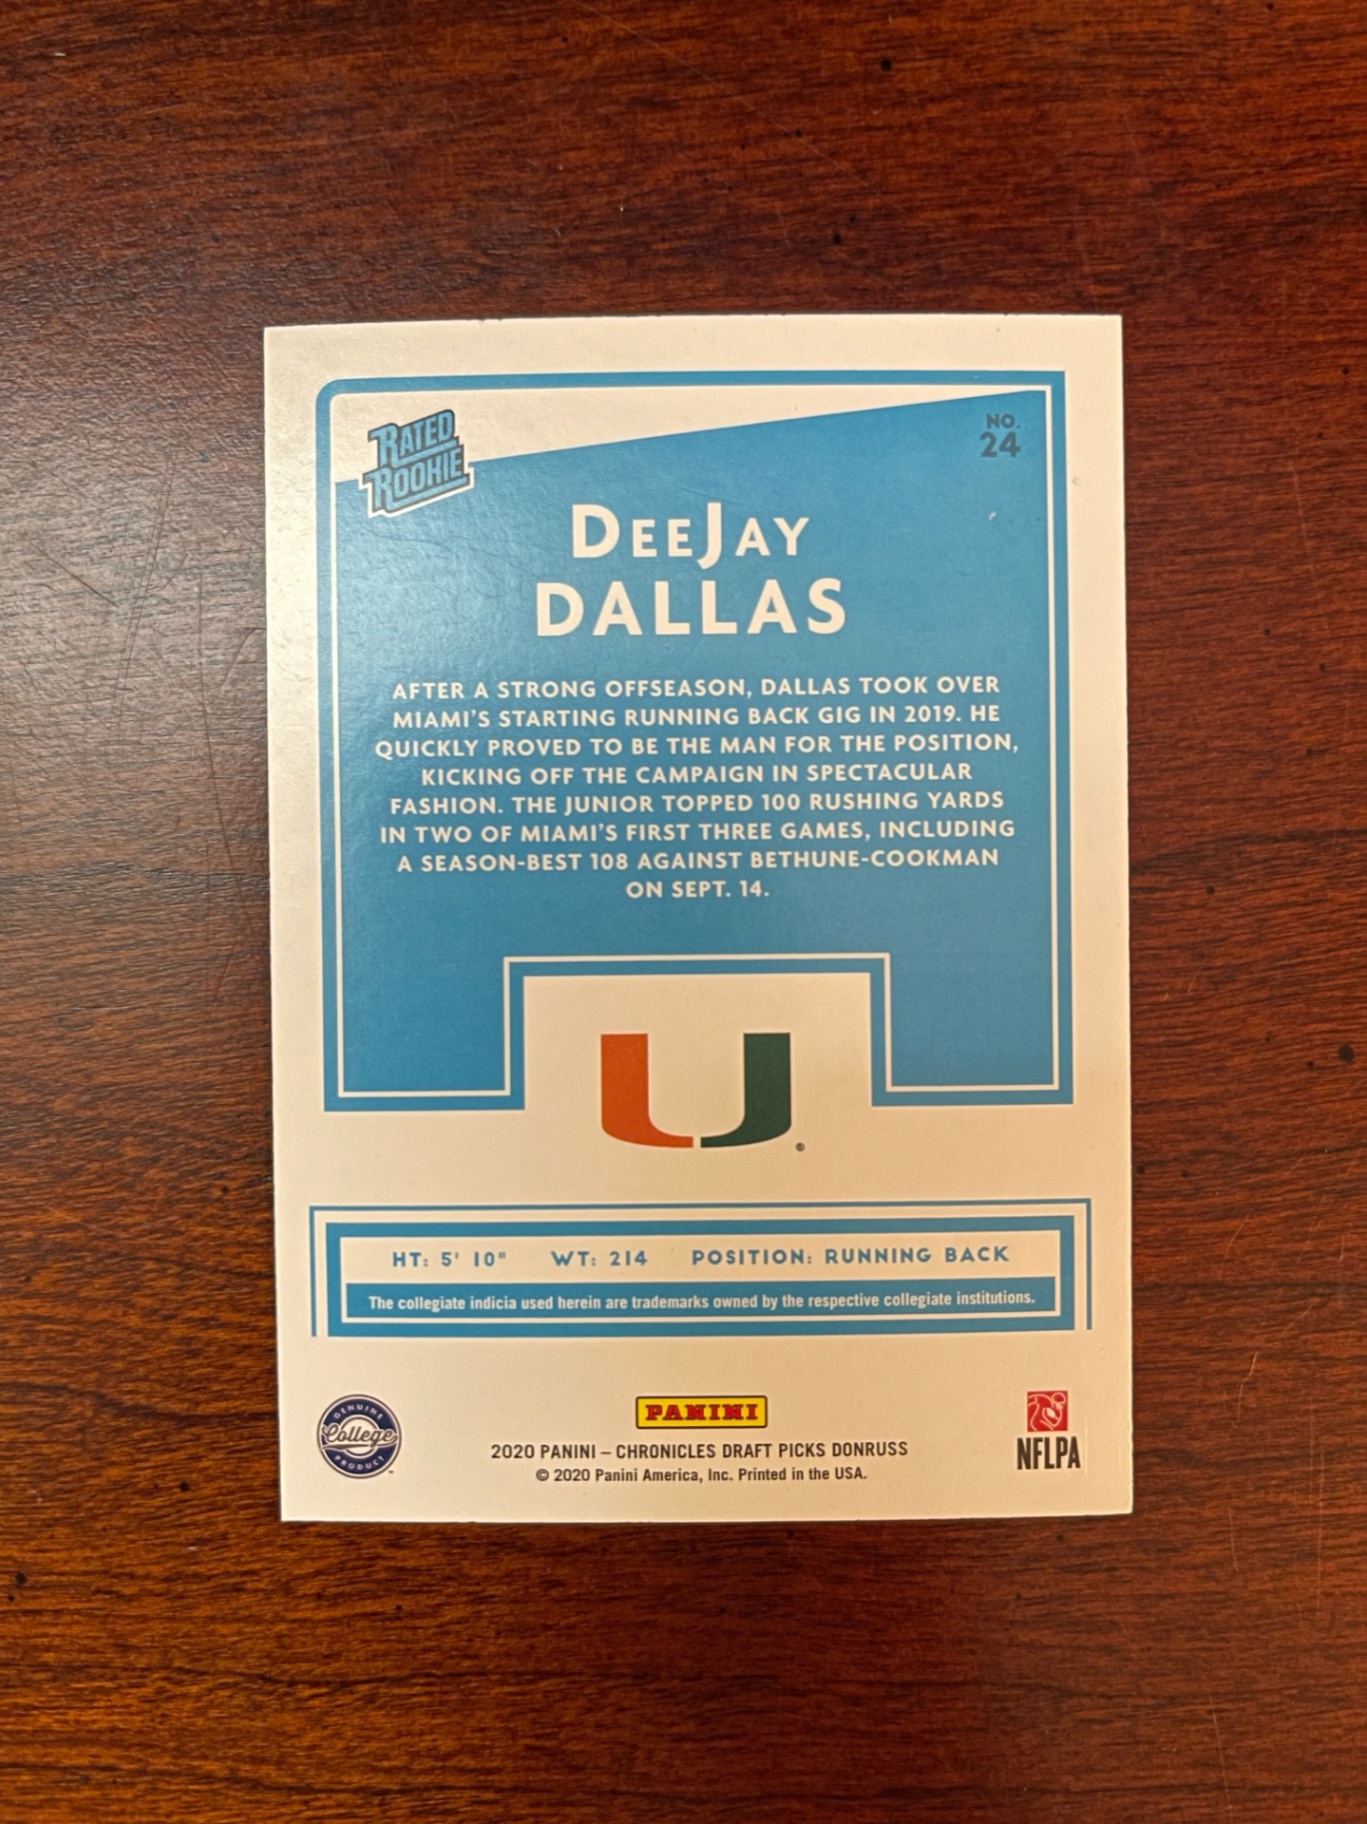 RATED
ROOKIE
NO.
24
DEEJAY
DALLAS
AFTER A STRONG OFFSEASON, DALLAS TOOK OVER
MIAMI'S STARTING RUNNING BACK GIG IN 2019. HE
QUICKLY PROVED TO BE THE MAN FOR THE POSITION,
KICKING OFF THE CAMPAIGN IN SPECTACULAR
FASHION. THE JUNIOR TOPPED 100 RUSHING YARDS
IN TWO OF MIAMI'S FIRST THREE GAMES, INCLUDING
A SEASON-BEST 108 AGAINST BETHUNE-COOKMAN
ON SEPT. 14.
U®
HT: 5' 10" WT: 214 POSITION: RUNNING BACK
The collegiate indicia used herein are trademarks owned by the respective collegiate institutions.
GENUINE
College
PRODUCT
PANINI
2020 PANINI – CHRONICLES DRAFT PICKS DONRUSS
© 2020 Panini America, Inc. Printed in the USA.
NFLPA